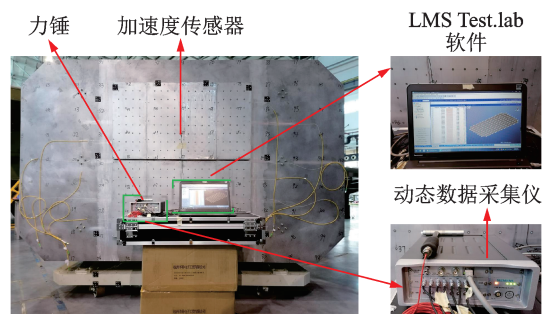 力锤
加速度传感器
LMS Test.lab
软件
动态数据采集仪